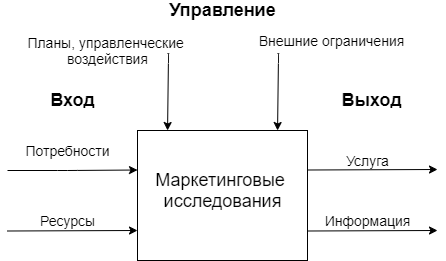 Управление
Планы, управленческие
воздействия
Внешние ограничения
Вход
Выход
Потребности
Маркетинговые
исследования
Услуга
Ресурсы
Информация